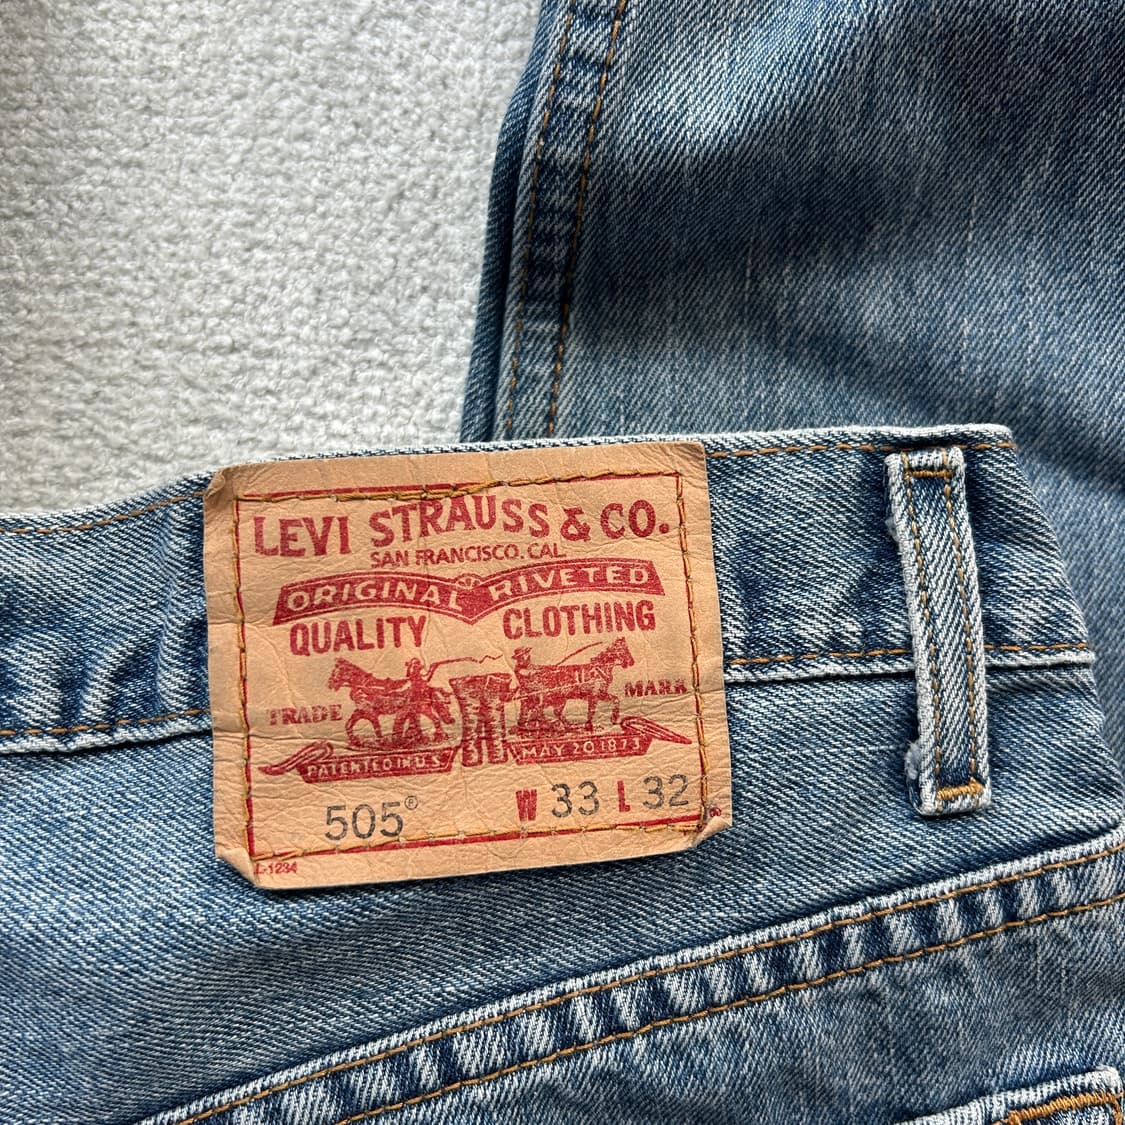 LEVI STRAUSS & CO.
SAN FRANCISCO. CAL
ORIGINAL RIVETED
QUALITY CLOTHING
TRADE MARK
PATENTED IN U.S. MAY 20 1873
505® W 33 L 32 ®
L-1234